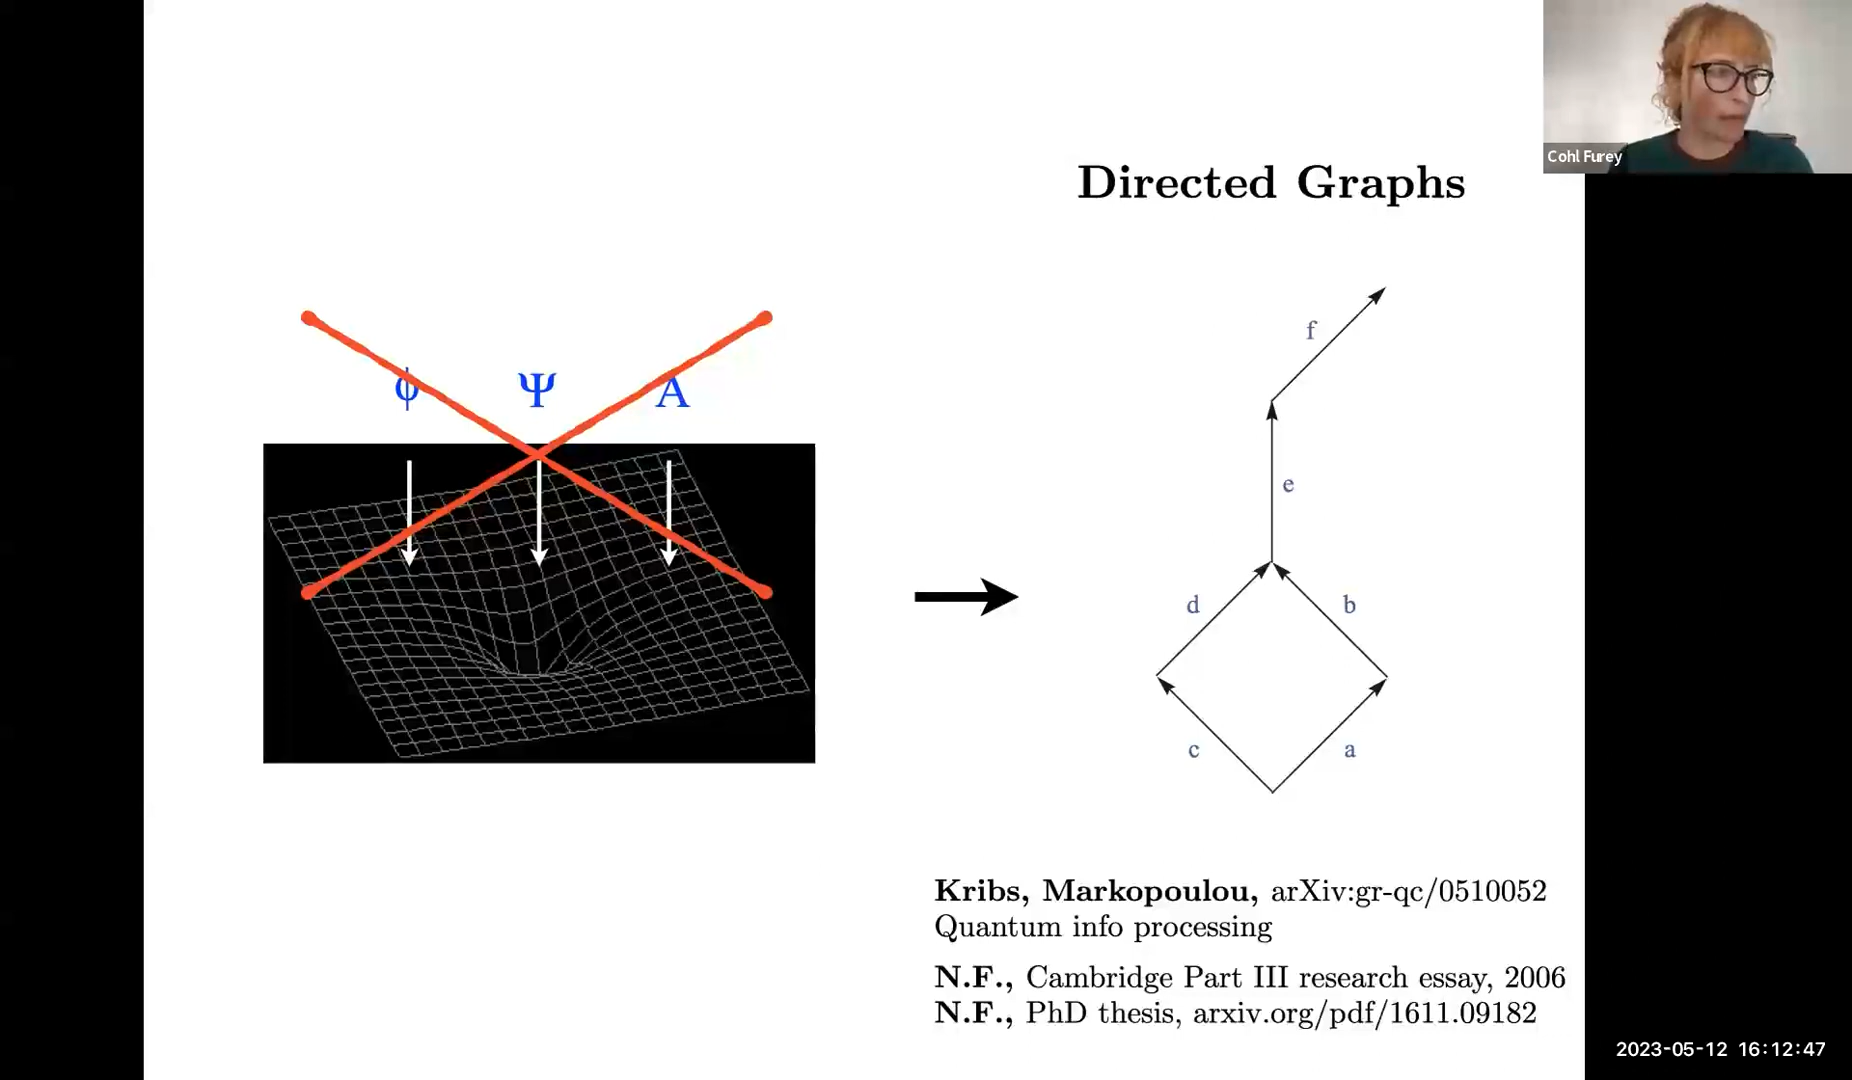 Cohl Furey
Directed Graphs
ϕ Ψ A
f
e
d b
c a
Kribs, Markopoulou, arXiv:gr-qc/0510052
Quantum info processing
N.F., Cambridge Part III research essay, 2006
N.F., PhD thesis, arxiv.org/pdf/1611.09182
2023-05-12 16:12:47